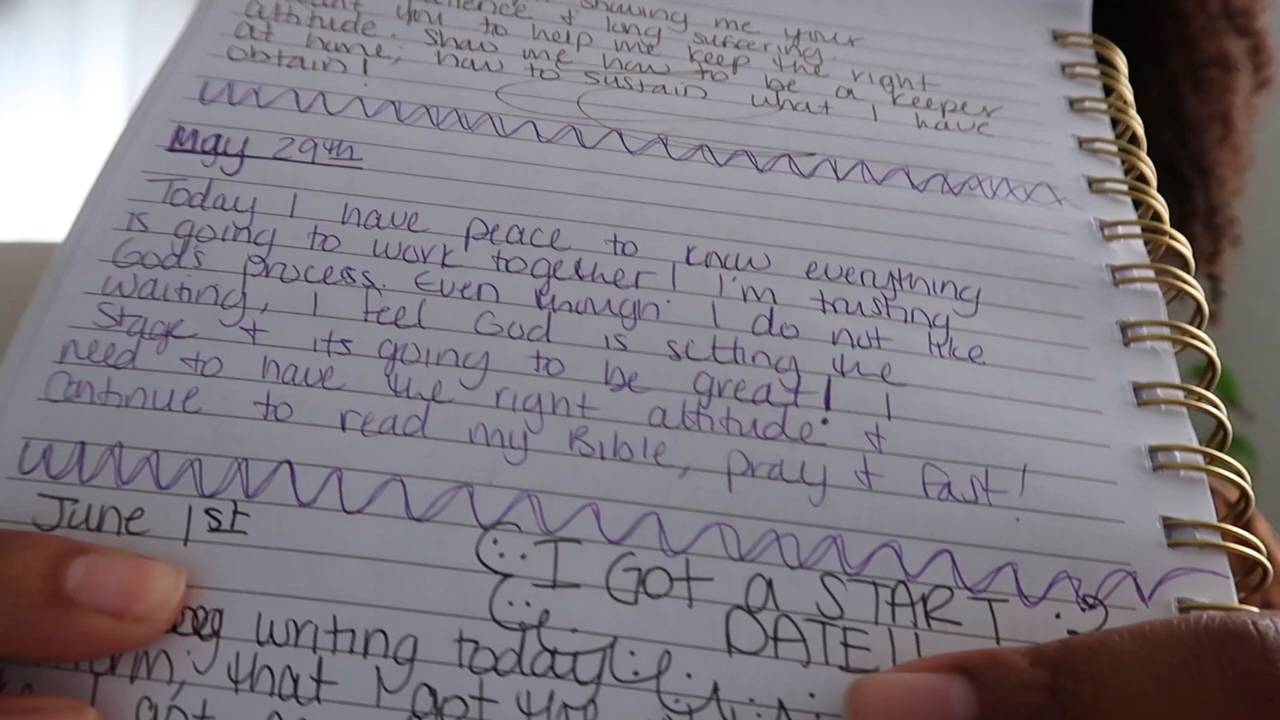 showing me your
& long suffering.
you to help me keep the right
attitude. Show me how to be a keeper
at home; how to sustain what I have
obtain!
May 29th
Today I have peace to know everything
is going to work together! I'm trusting
God's process. Even though I do not like
waiting, I feel God is setting the
stage & its going to be great! I
need to have the right attitude & 
continue to read my Bible, pray & fast!
June 1st
I GOT a START
DATE!!
writing today
that I got
got